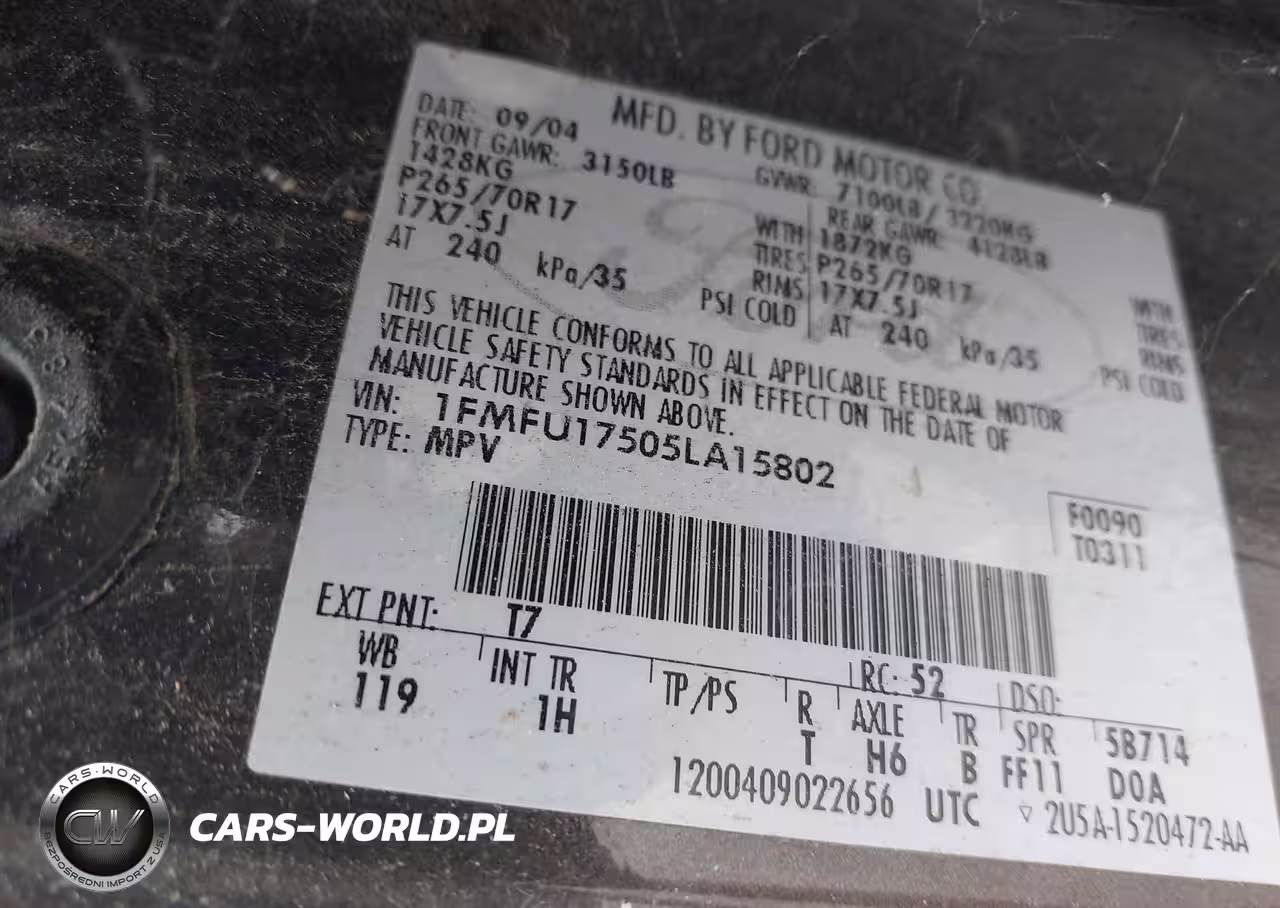 MFD. BY FORD MOTOR CO.
DATE: 09/04
GVWR: 7100LB / 3220KG
FRONT GAWR: 3150LB
REAR GAWR: 4128LB
1428KG
WITH
1872KG
WITH
P265/70R17
TIRES
P265/70R17
TIRES
17X7.5J
RIMS
17X7.5J
RIMS
AT 240 kPa/35 PSI COLD
AT 240 kPa/35 PSI COLD
THIS VEHICLE CONFORMS TO ALL APPLICABLE FEDERAL MOTOR
VEHICLE SAFETY STANDARDS IN EFFECT ON THE DATE OF
MANUFACTURE SHOWN ABOVE.
VIN: 1FMFU17505LA15802
TYPE: MPV
F0090
T0311
EXT PNT: T7
RC: 52
DSO:
WB
INT TR
TP/PS
R
AXLE
TR
SPR
5B714
119
1H
T
H6
B
FF11
DOA
1200409022656 UTC
▽ 2U5A-1520472-AA
CARS-WORLD
CW
BEZPOŚREDNI IMPORT Z USA
CARS-WORLD.PL